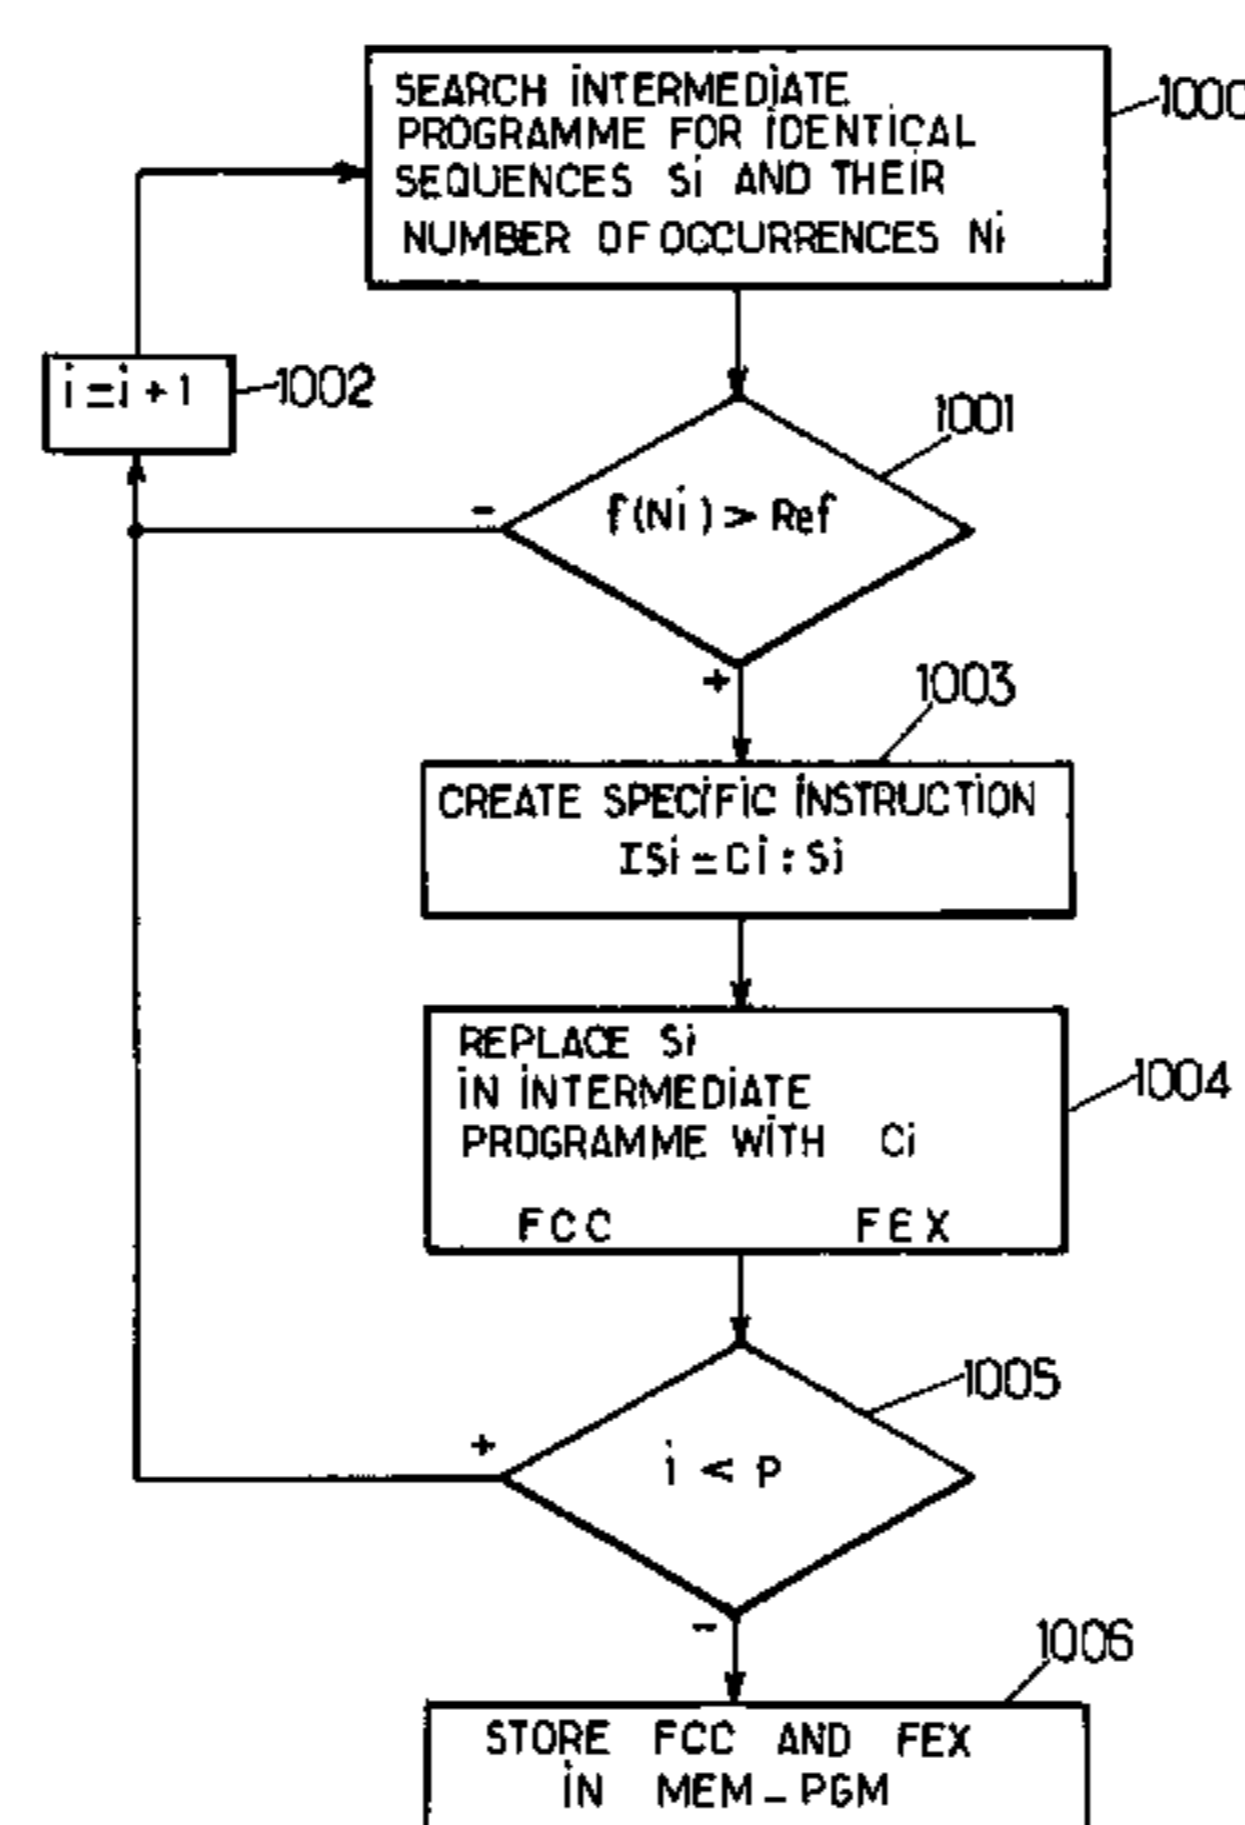 SEARCH INTERMEDIATE
PROGRAMME FOR IDENTICAL
SEQUENCES Si AND THEIR
NUMBER OF OCCURRENCES Ni
1000
i = i + 1
1002
1001
f(Ni) > Ref
-
+
1003
CREATE SPECIFIC INSTRUCTION
ISi = Ci : Si
REPLACE Si
IN INTERMEDIATE
PROGRAMME WITH Ci
FCC FEX
1004
1005
+
i < P
-
1006
STORE FCC AND FEX
IN MEM_PGM